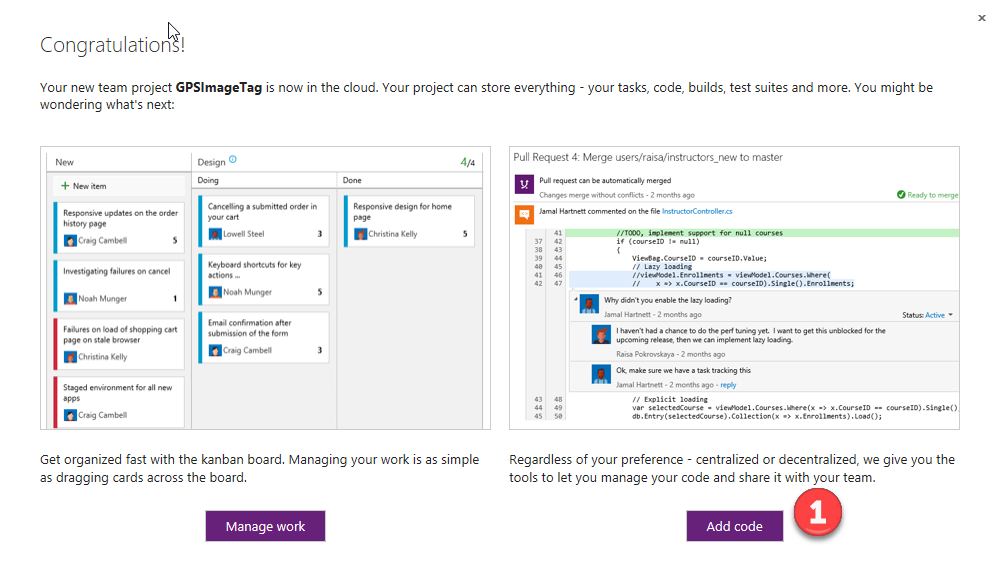 ×
Congratulations!
Your new team project GPSImageTag is now in the cloud. Your project can store everything - your tasks, code, builds, test suites and more. You might be
wondering what's next:
New
Design
4/4
Doing
Done
+ New item
Responsive updates on the order
history page
Craig Cambell 5
Investigating failures on cancel
Noah Munger 1
Failures on load of shopping cart
page on stale browser
Christina Kelly
Staged environment for all new
apps
Craig Cambell
Cancelling a submitted order in
your cart
Lowell Steel 3
Keyboard shortcuts for key
actions ...
Noah Munger 5
Email confirmation after
submission of the form
Craig Cambell 3
Responsive design for home
page
Christina Kelly 5
Pull Request 4: Merge users/raisa/instructors_new to master
Pull request can be automatically merged
Changes merge without conflicts - 2 months ago
Ready to merge
Jamal Hartnett commented on the file InstructorController.cs
41 //TODO, implement support for null courses
37 42 if (courseID != null)
38 43 {
39 44 ViewBag.CourseID = courseID.Value;
40 45 // Lazy loading
41 46 //viewModel.Enrollments = viewModel.Courses.Where(
42 47 // x => x.CourseID == courseID).Single().Enrollments;
Why didn't you enable the lazy loading?
Jamal Hartnett - 2 months ago
Status: Active
I haven't had a chance to do the perf tuning yet. I want to get this unblocked for the
upcoming release, then we can implement lazy loading.
Raisa Pokrovskaya - 2 months ago
Ok, make sure we have a task tracking this
Jamal Hartnett - 2 months ago - reply
43 48 // Explicit loading
44 49 var selectedCourse = viewModel.Courses.Where(x => x.CourseID == courseID).Single()
45 50 db.Entry(selectedCourse).Collection(x => x.Enrollments).Load();
Get organized fast with the kanban board. Managing your work is as simple
as dragging cards across the board.
Regardless of your preference - centralized or decentralized, we give you the
tools to let you manage your code and share it with your team.
Manage work
Add code
1